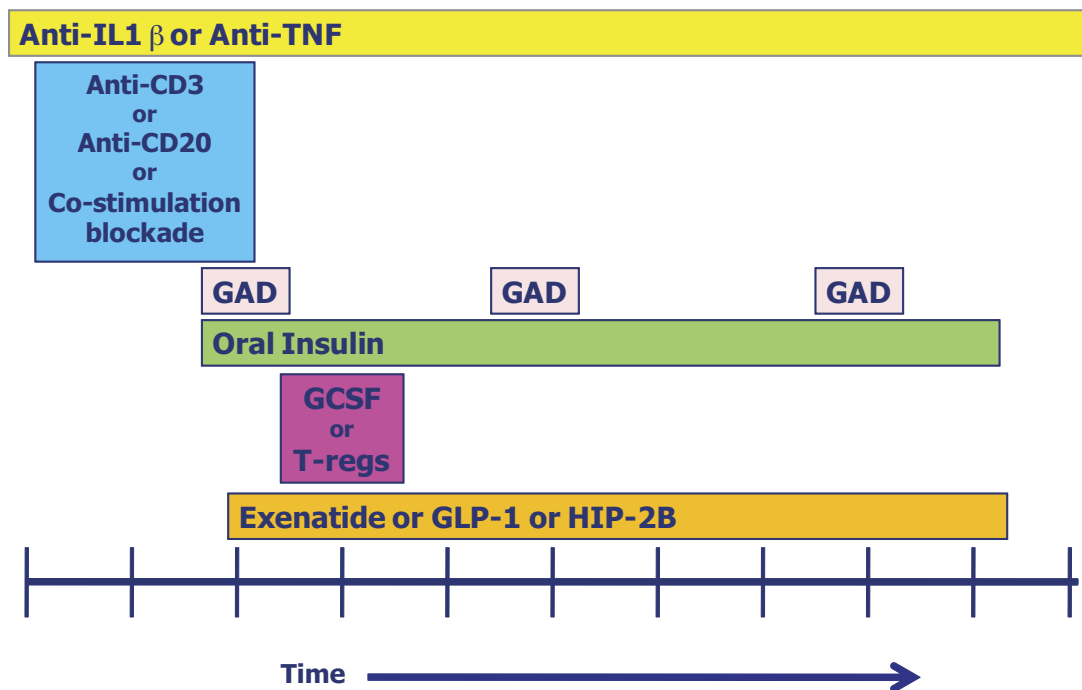 Anti-IL1 β or Anti-TNF
Anti-CD3
or
Anti-CD20
or
Co-stimulation
blockade
GAD GAD GAD
Oral Insulin
GCSF
or
T-regs
Exenatide or GLP-1 or HIP-2B
Time